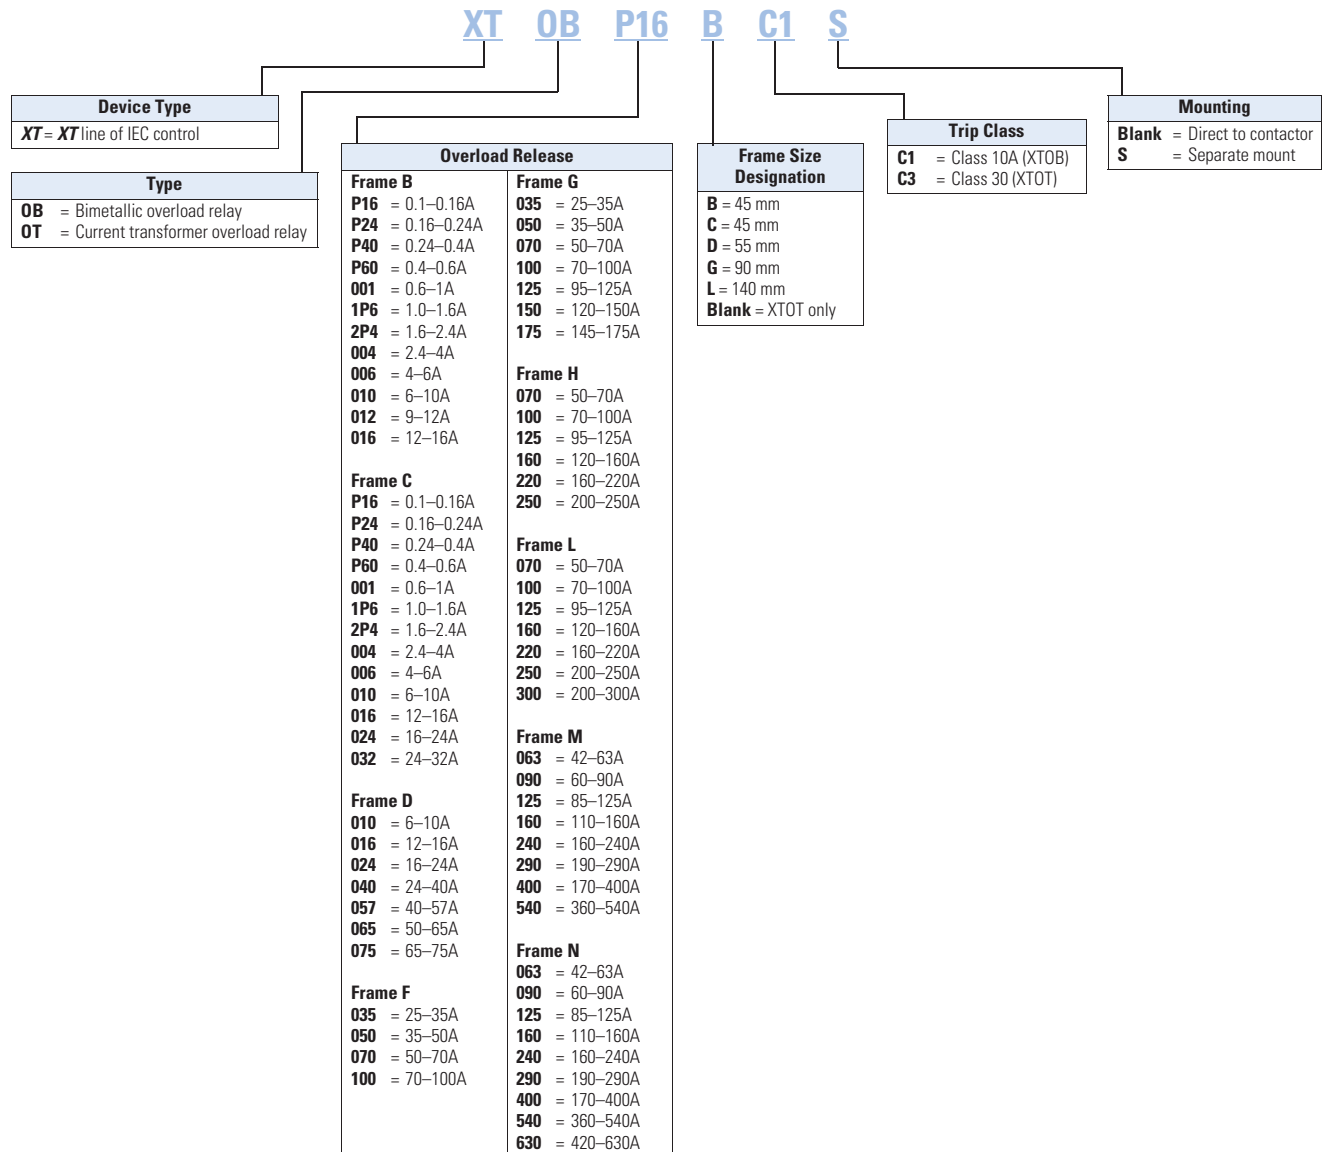 XT OB P16 B C1 S
Device Type
XT = XT line of IEC control
Type
OB = Bimetallic overload relay
OT = Current transformer overload relay
Overload Release
Frame B
P16 = 0.1–0.16A
P24 = 0.16–0.24A
P40 = 0.24–0.4A
P60 = 0.4–0.6A
001 = 0.6–1A
1P6 = 1.0–1.6A
2P4 = 1.6–2.4A
004 = 2.4–4A
006 = 4–6A
010 = 6–10A
012 = 9–12A
016 = 12–16A
Frame C
P16 = 0.1–0.16A
P24 = 0.16–0.24A
P40 = 0.24–0.4A
P60 = 0.4–0.6A
001 = 0.6–1A
1P6 = 1.0–1.6A
2P4 = 1.6–2.4A
004 = 2.4–4A
006 = 4–6A
010 = 6–10A
016 = 12–16A
024 = 16–24A
032 = 24–32A
Frame D
010 = 6–10A
016 = 12–16A
024 = 16–24A
040 = 24–40A
057 = 40–57A
065 = 50–65A
075 = 65–75A
Frame F
035 = 25–35A
050 = 35–50A
070 = 50–70A
100 = 70–100A
Frame G
035 = 25–35A
050 = 35–50A
070 = 50–70A
100 = 70–100A
125 = 95–125A
150 = 120–150A
175 = 145–175A
Frame H
070 = 50–70A
100 = 70–100A
125 = 95–125A
160 = 120–160A
220 = 160–220A
250 = 200–250A
Frame L
070 = 50–70A
100 = 70–100A
125 = 95–125A
160 = 120–160A
220 = 160–220A
250 = 200–250A
300 = 200–300A
Frame M
063 = 42–63A
090 = 60–90A
125 = 85–125A
160 = 110–160A
240 = 160–240A
290 = 190–290A
400 = 170–400A
540 = 360–540A
Frame N
063 = 42–63A
090 = 60–90A
125 = 85–125A
160 = 110–160A
240 = 160–240A
290 = 190–290A
400 = 170–400A
540 = 360–540A
630 = 420–630A
Frame Size
Designation
B = 45 mm
C = 45 mm
D = 55 mm
G = 90 mm
L = 140 mm
Blank = XTOT only
Trip Class
C1 = Class 10A (XTOB)
C3 = Class 30 (XTOT)
Mounting
Blank = Direct to contactor
S = Separate mount